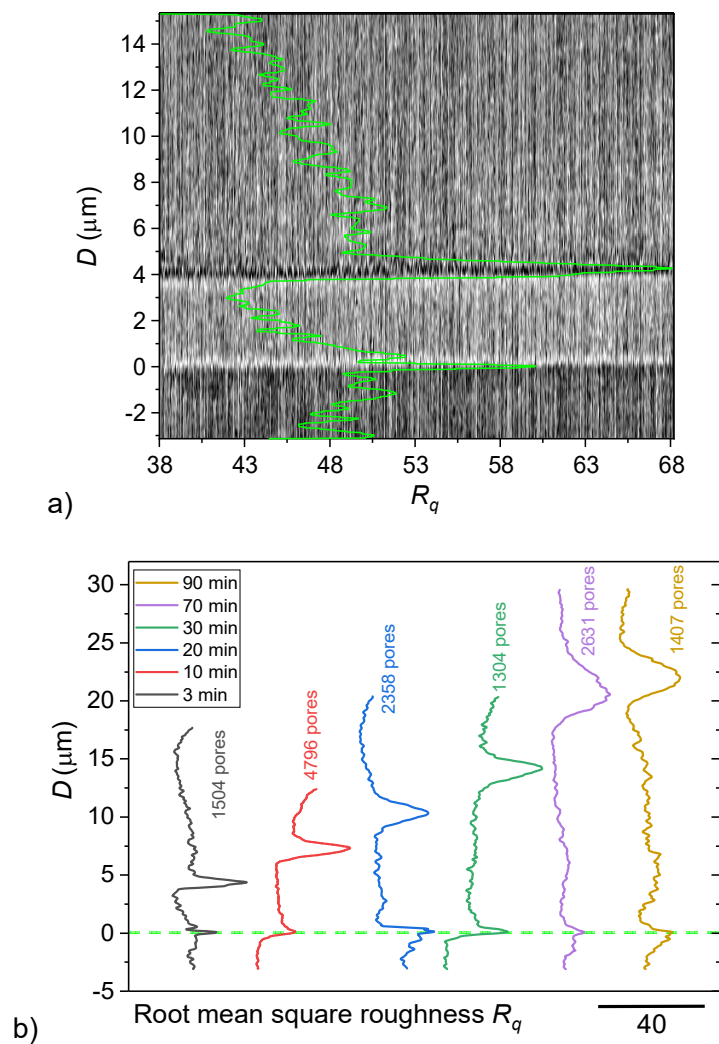 14
12
10
8
6
4
2
0
-2
D (μm)
38 43 48 53 58 63 68
R_q
a)
30
25
20
15
10
5
0
-5
D (μm)
90 min
70 min
30 min
20 min
10 min
3 min
1504 pores
4796 pores
2358 pores
1304 pores
2631 pores
1407 pores
Root mean square roughness R_q
40
b)